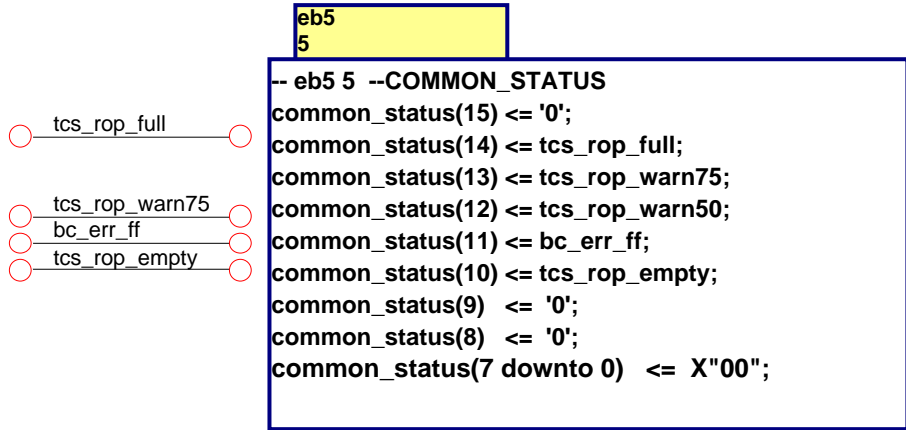 eb5
5
-- eb5 5  --COMMON_STATUS
common_status(15) <= '0';
tcs_rop_full
common_status(14) <= tcs_rop_full;
common_status(13) <= tcs_rop_warn75;
tcs_rop_warn75
common_status(12) <= tcs_rop_warn50;
bc_err_ff
common_status(11) <= bc_err_ff;
tcs_rop_empty
common_status(10) <= tcs_rop_empty;
common_status(9)   <=  '0';
common_status(8)   <=  '0';
common_status(7 downto 0)   <=  X"00";